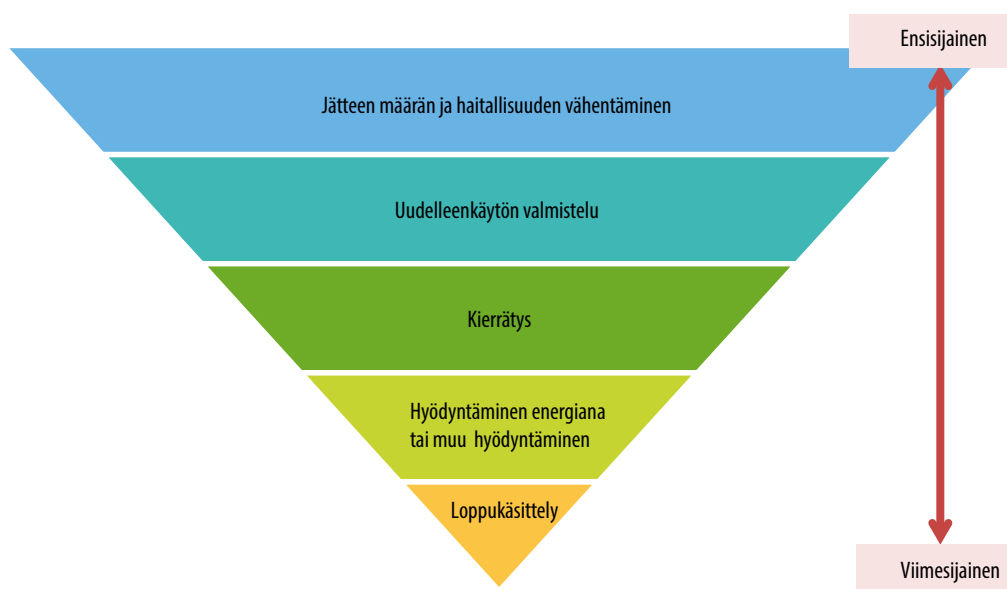 Ensisijainen
Jätteen määrän ja haitallisuuden vähentäminen
Uudelleenkäytön valmistelu
Kierrätys
Hyödyntäminen energiana
tai muu hyödyntäminen
Loppukäsittely
Viimesijainen